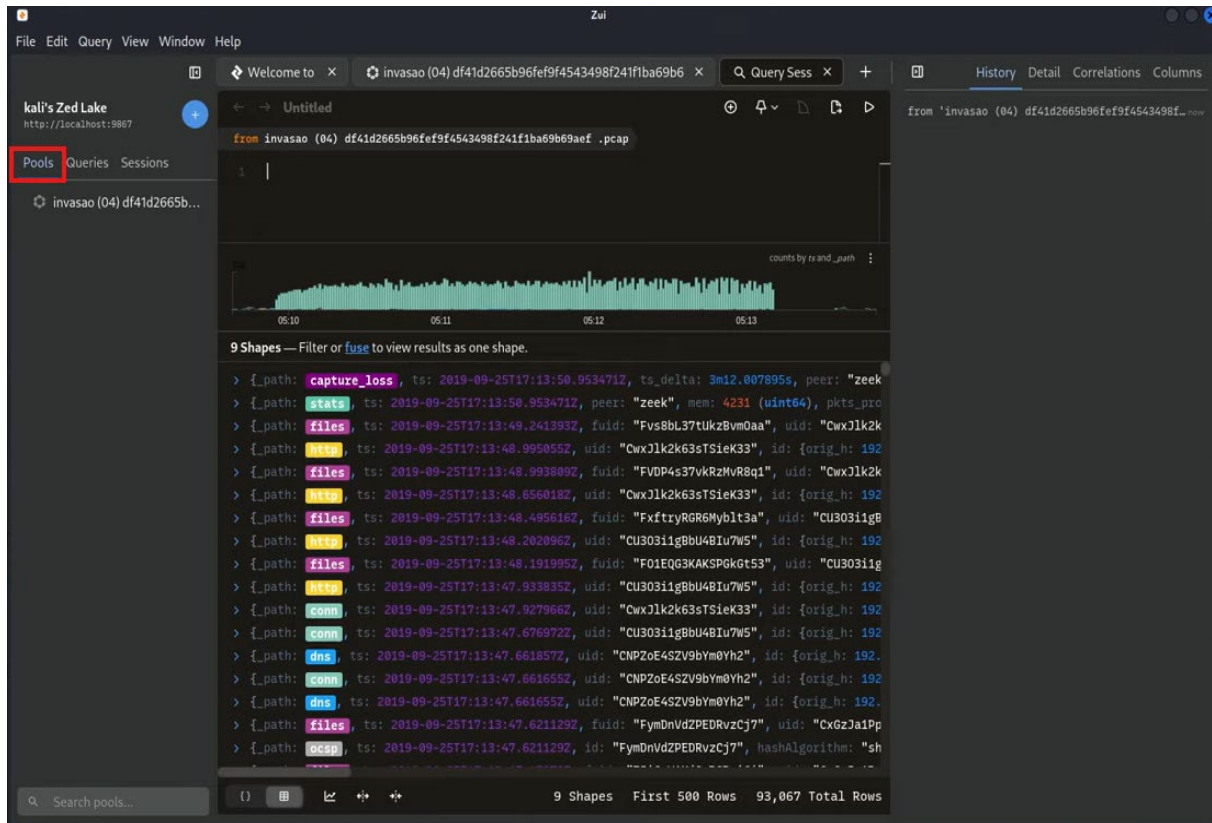 Zui
File Edit Query View Window Help
Welcome to × invasao (04) df41d2665b96fef9f4543498f241f1ba69b6 × Query Sess × +
History Detail Correlations Columns
kali's Zed Lake
http://localhost:9867
+
Pools Queries Sessions
invasao (04) df41d2665b...
Untitled
from invasao (04) df41d2665b96fef9f4543498f241f1ba69b69aef .pcap
1
from 'invasao (04) df41d2665b96fef9f4543498f… now
counts by ts and _path
05:10 05:11 05:12 05:13
9 Shapes — Filter or fuse to view results as one shape.
{_path: capture_loss, ts: 2019-09-25T17:13:50.953471Z, ts_delta: 3m12.007895s, peer: "zeek
{_path: stats, ts: 2019-09-25T17:13:50.953471Z, peer: "zeek", mem: 4231 (uint64), pkts_pro
{_path: files, ts: 2019-09-25T17:13:49.241393Z, fuid: "Fvs8bL37tUkzBvmOaa", uid: "CwxJlk2k
{_path: http, ts: 2019-09-25T17:13:48.995055Z, uid: "CwxJlk2k63sTSieK33", id: {orig_h: 192
{_path: files, ts: 2019-09-25T17:13:48.993809Z, fuid: "FVDP4s37vkRzMvR8q1", uid: "CwxJlk2k
{_path: http, ts: 2019-09-25T17:13:48.656018Z, uid: "CwxJlk2k63sTSieK33", id: {orig_h: 192
{_path: files, ts: 2019-09-25T17:13:48.495616Z, fuid: "FxftryRGR6Myblt3a", uid: "CU3O3i1gB
{_path: http, ts: 2019-09-25T17:13:48.202096Z, uid: "CU3O3i1gBbU4BIu7W5", id: {orig_h: 192
{_path: files, ts: 2019-09-25T17:13:48.191995Z, fuid: "FO1EQG3KAKSPGkGt53", uid: "CU3O3i1g
{_path: http, ts: 2019-09-25T17:13:47.933835Z, uid: "CU3O3i1gBbU4BIu7W5", id: {orig_h: 192
{_path: conn, ts: 2019-09-25T17:13:47.927966Z, uid: "CwxJlk2k63sTSieK33", id: {orig_h: 192
{_path: conn, ts: 2019-09-25T17:13:47.676972Z, uid: "CU3O3i1gBbU4BIu7W5", id: {orig_h: 192
{_path: dns, ts: 2019-09-25T17:13:47.661857Z, uid: "CNPZoE4SZV9bYm0Yh2", id: {orig_h: 192.
{_path: conn, ts: 2019-09-25T17:13:47.661655Z, uid: "CNPZoE4SZV9bYm0Yh2", id: {orig_h: 192
{_path: dns, ts: 2019-09-25T17:13:47.661655Z, uid: "CNPZoE4SZV9bYm0Yh2", id: {orig_h: 192.
{_path: files, ts: 2019-09-25T17:13:47.621129Z, fuid: "FymDnVdZPEDRvzCj7", uid: "CxGzJa1Pp
{_path: ocsp, ts: 2019-09-25T17:13:47.621129Z, id: "FymDnVdZPEDRvzCj7", hashAlgorithm: "sh
Search pools...
9 Shapes First 500 Rows 93,067 Total Rows